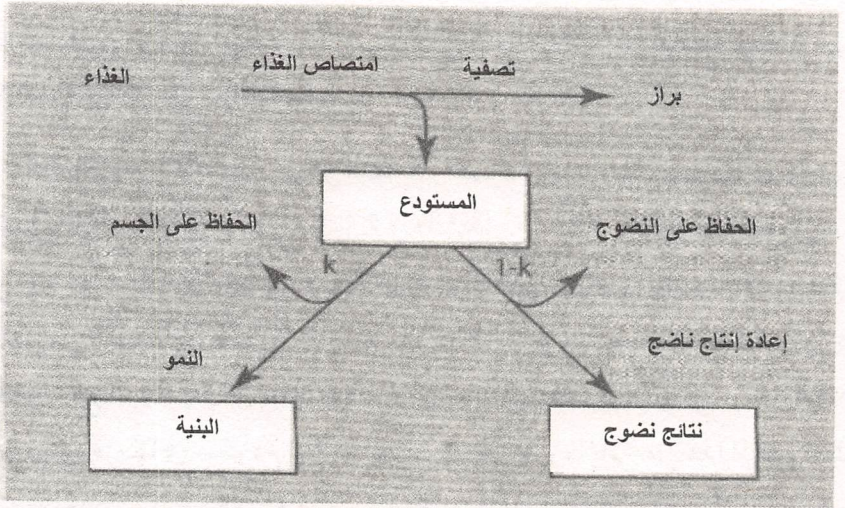 الغذاء
امتصاص الغذاء
تصفية
براز
المستودع
الحفاظ على الجسم
الحفاظ على النضوج
k
1-k
النمو
إعادة إنتاج ناضج
البنية
نتائج نضوج